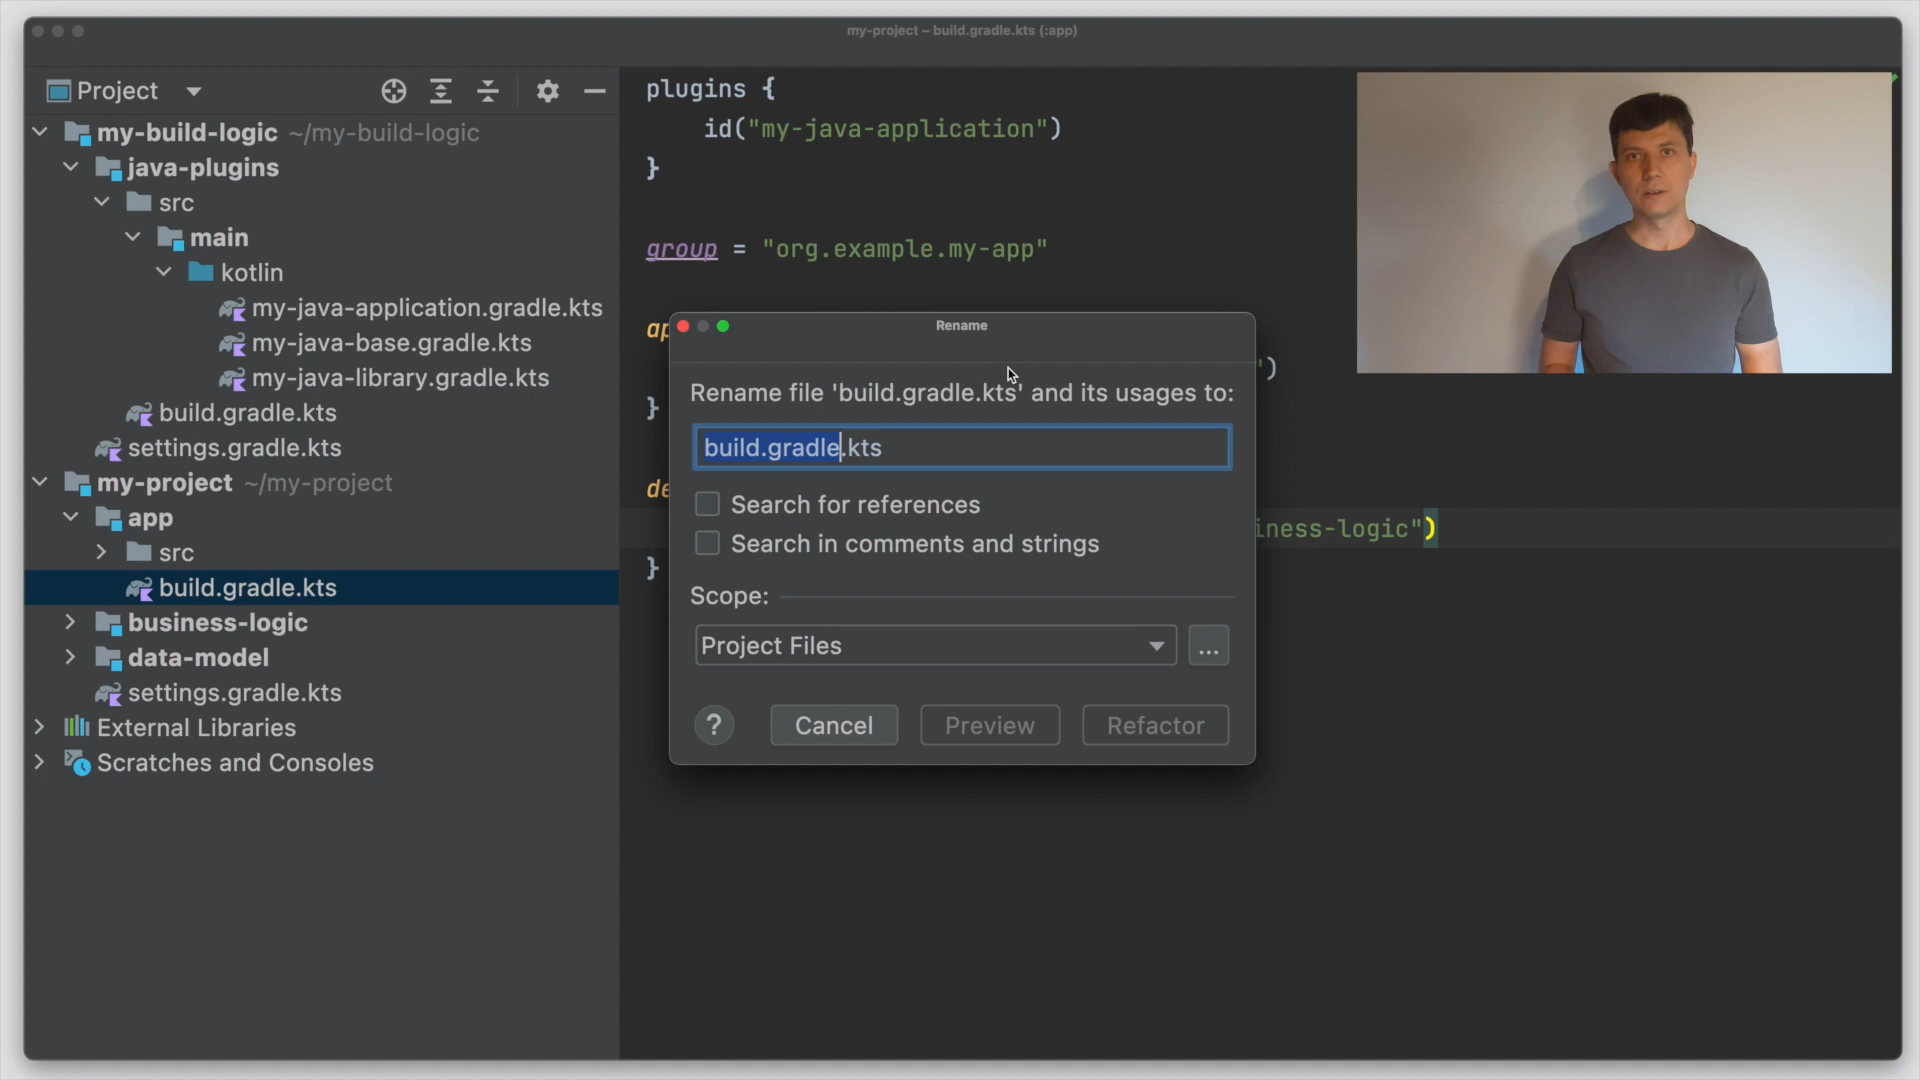 my-project – build.gradle.kts (:app)
Project
my-build-logic ~/my-build-logic
java-plugins
src
main
kotlin
my-java-application.gradle.kts
my-java-base.gradle.kts
my-java-library.gradle.kts
build.gradle.kts
settings.gradle.kts
my-project ~/my-project
app
src
build.gradle.kts
business-logic
data-model
settings.gradle.kts
External Libraries
Scratches and Consoles
plugins {
id("my-java-application")
}
group = "org.example.my-app"
ap
")
}
de
iness-logic")
}
Rename
Rename file 'build.gradle.kts' and its usages to:
build.gradle.kts
Search for references
Search in comments and strings
Scope:
Project Files
...
?
Cancel
Preview
Refactor